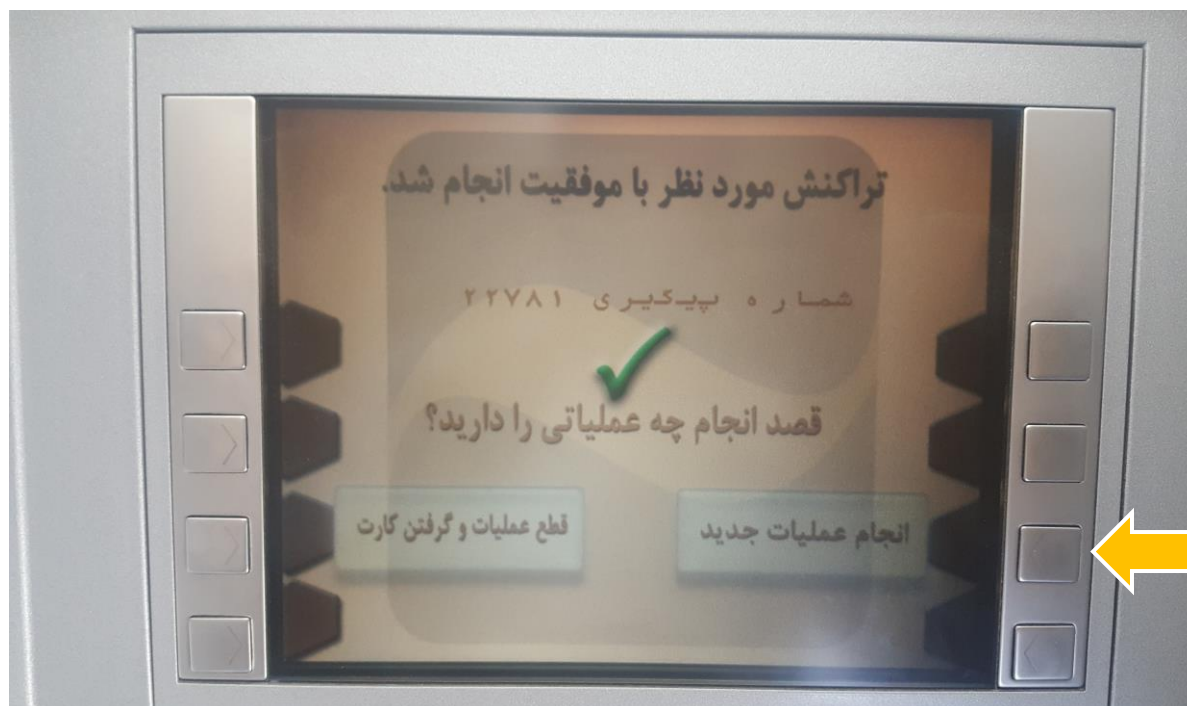 تراکنش مورد نظر با موفقیت انجام شد.
شماره پیگیری ۲۲۷۸۱
قصد انجام چه عملیاتی را دارید؟
انجام عملیات جدید
قطع عملیات و گرفتن کارت